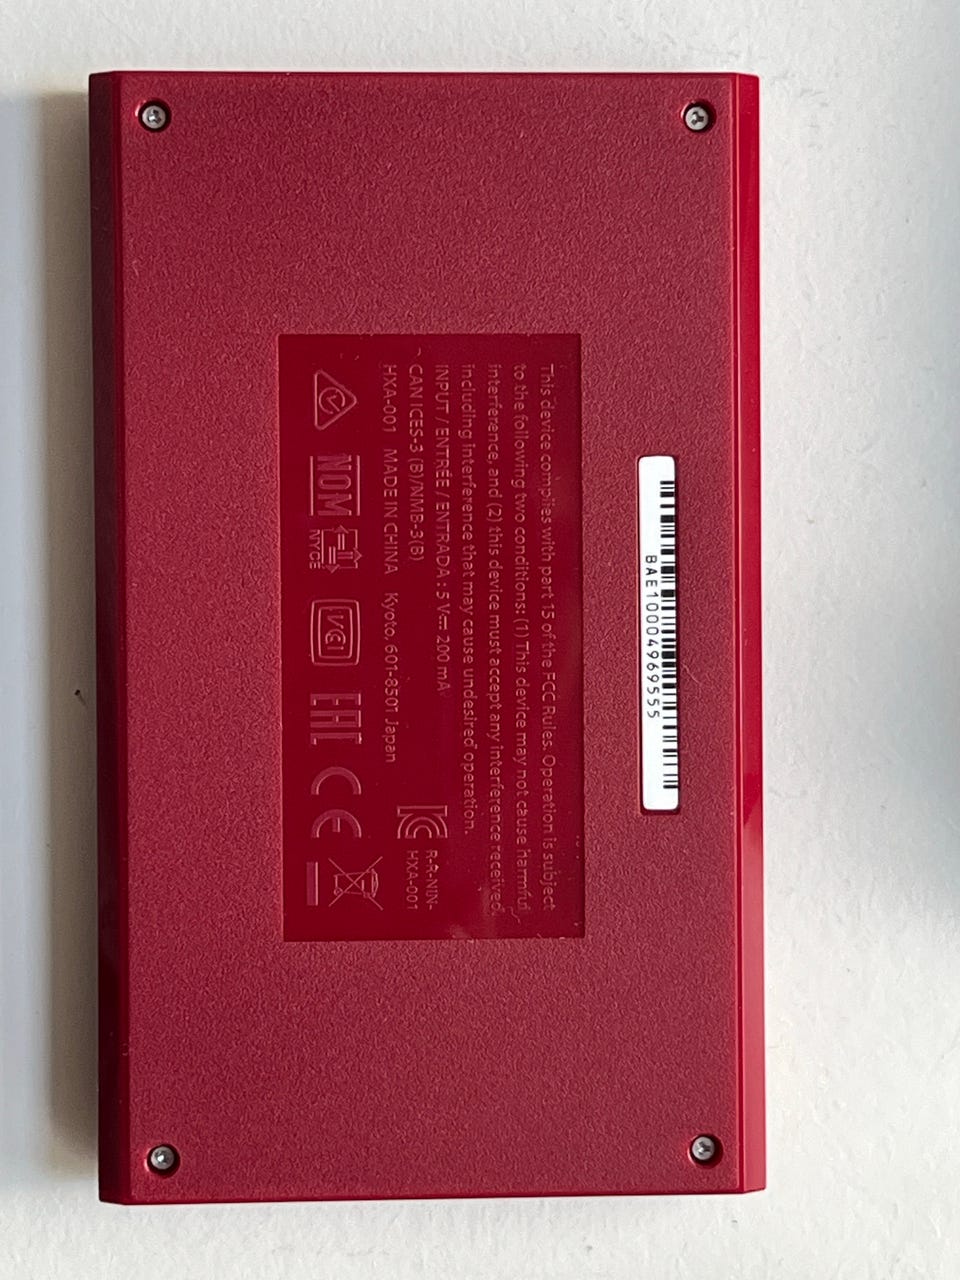 This device complies with part 15 of the FCC Rules. Operation is subject
to the following two conditions: (1) This device may not cause harmful
interference, and (2) this device must accept any interference received,
including interference that may cause undesired operation.
INPUT / ENTRÉE / ENTRADA : 5 V⎓ 200 mA
CAN ICES-3 (B)/NMB-3(B)
HXA-001 MADE IN CHINA Kyoto, 601-8501 Japan
R-R-NIN-
HXA-001
NOM
NYCE
EAC
CE
BAE10004969555